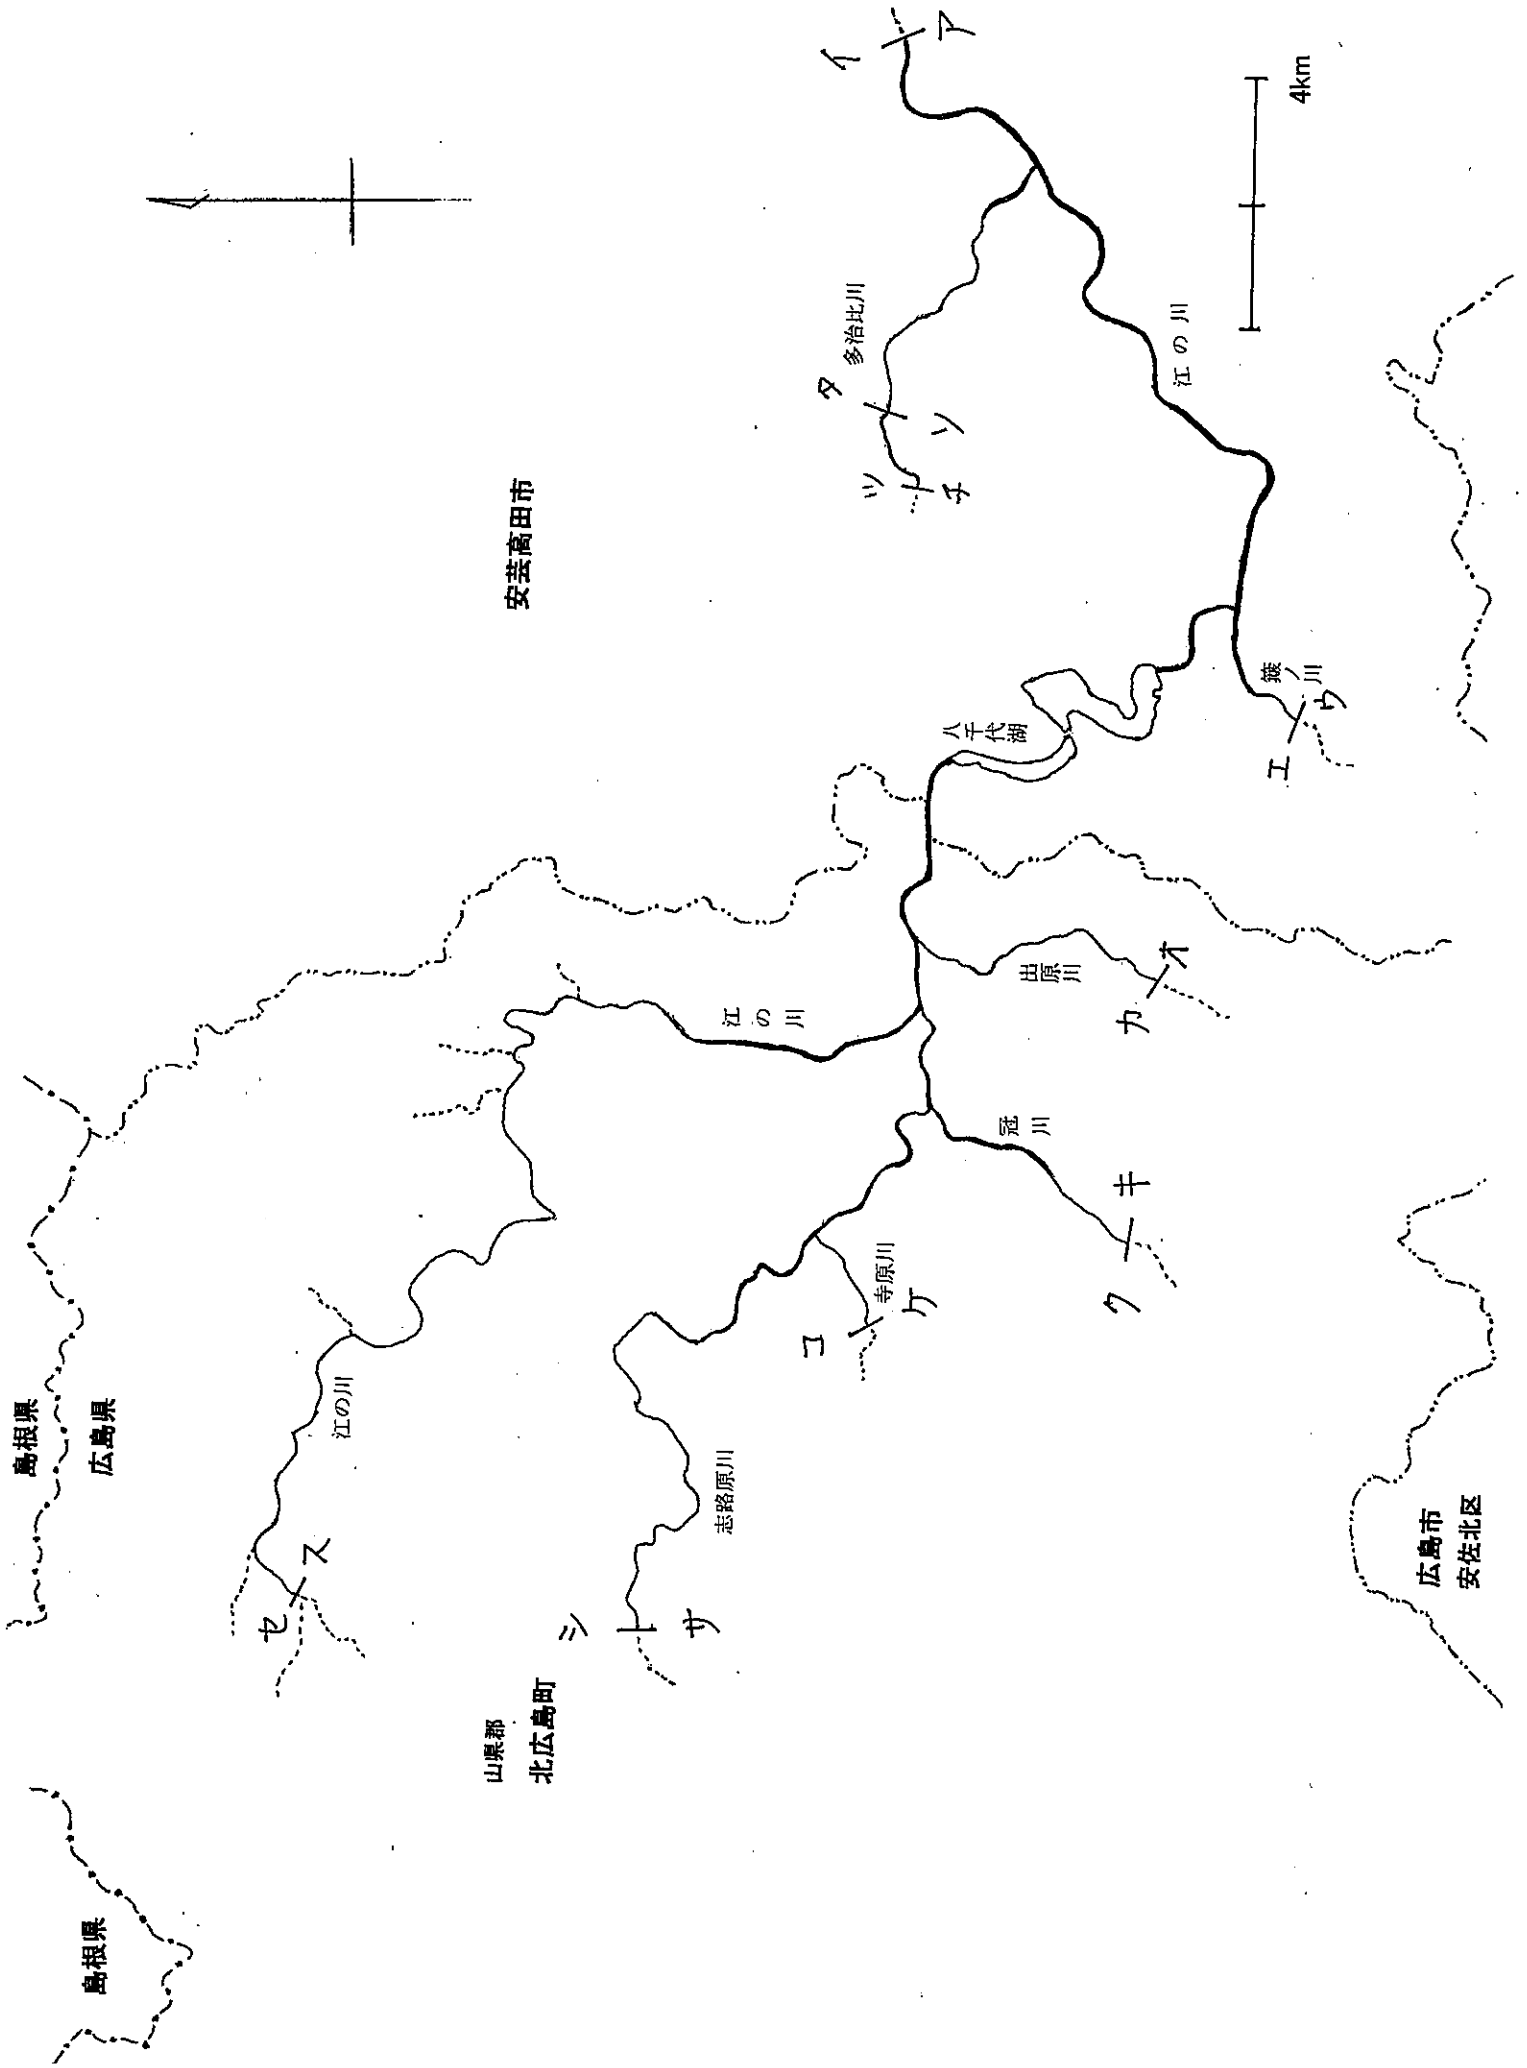 島根県
島根県
広島県
山県郡
北広島町
安芸高田市
広島市
安佐北区
江の川
江の川
江の川
志路原川
寺原川
冠川
出原川
八千代湖
簸ノ川
多治比川
4km
ア
イ
ウ
エ
オ
カ
キ
ク
ケ
コ
サ
シ
ス
セ
ソ
タ
チ
ツ